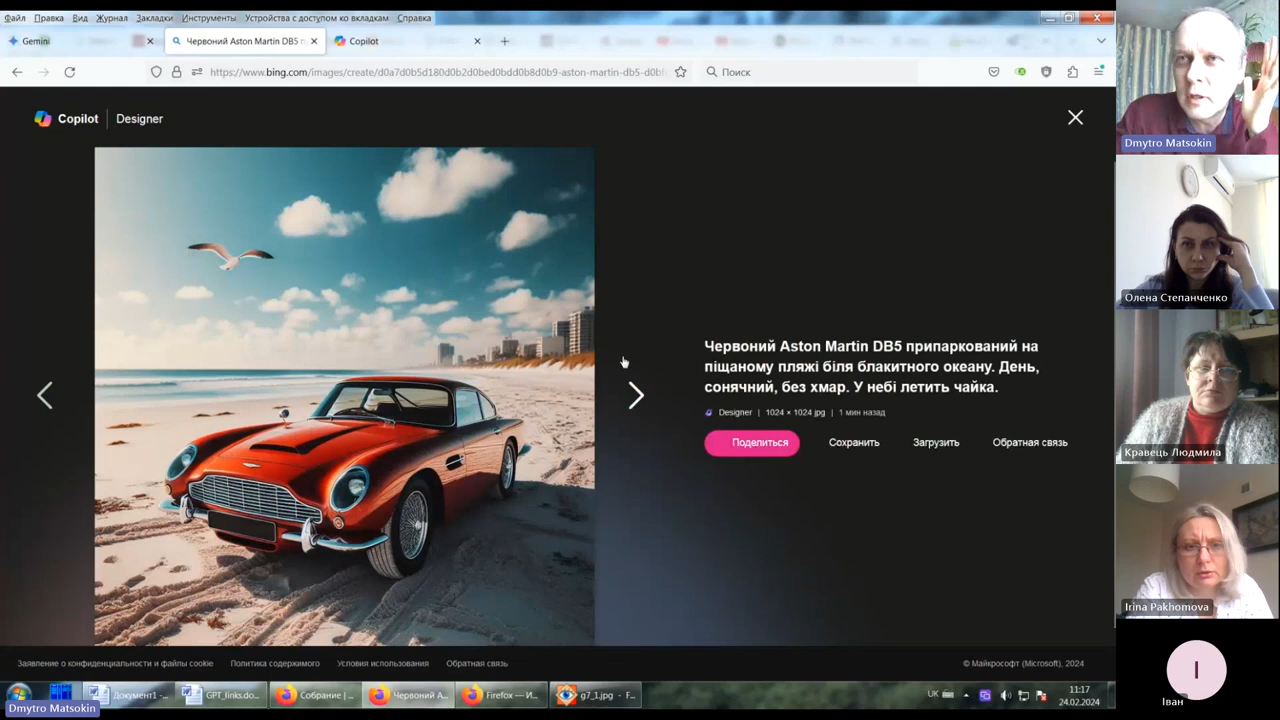 Файл Правка Вид Журнал Закладки Инструменты Устройства с доступом ко вкладкам Справка
Gemini
Червоний Aston Martin DB5 п
Copilot
https://www.bing.com/images/create/d0a7d0b5d180d0b2d0bed0bdd0b8d0b9-aston-martin-db5-d0bf
Поиск
Copilot | Designer
Червоний Aston Martin DB5 припаркований на
піщаному пляжі біля блакитного океану. День,
сонячний, без хмар. У небі летить чайка.
Designer | 1024 × 1024 jpg | 1 мин назад
Поделиться Сохранить Загрузить Обратная связь
Заявление о конфиденциальности и файлы cookie Политика содержимого Условия использования Обратная связь
© Майкрософт (Microsoft), 2024
Документ1 -... GPT_links.do... Собрание | ... Червоний A... Firefox — И... g7_1.jpg - F...
UK
11:17
24.02.2024
Dmytro Matsokin
Dmytro Matsokin
Олена Степанченко
Кравець Людмила
Irina Pakhomova
I
Іван